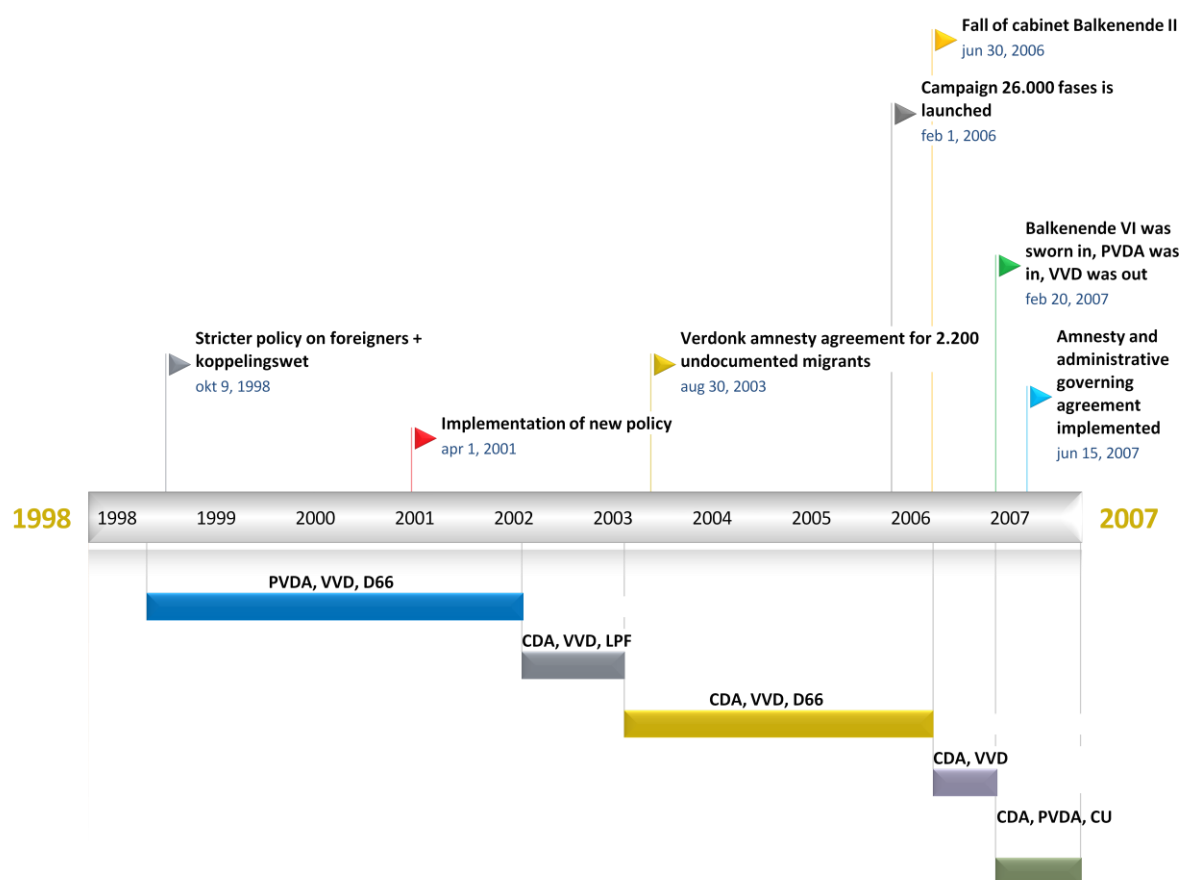 Fall of cabinet Balkenende II
jun 30, 2006
Campaign 26.000 fases is
launched
feb 1, 2006
Balkenende VI was
sworn in, PVDA was
in, VVD was out
feb 20, 2007
Stricter policy on foreigners +
koppelingswet
okt 9, 1998
Verdonk amnesty agreement for 2.200
undocumented migrants
aug 30, 2003
Amnesty and
administrative
governing
agreement
implemented
jun 15, 2007
Implementation of new policy
apr 1, 2001
1998 1998 1999 2000 2001 2002 2003 2004 2005 2006 2007 2007
PVDA, VVD, D66
CDA, VVD, LPF
CDA, VVD, D66
CDA, VVD
CDA, PVDA, CU